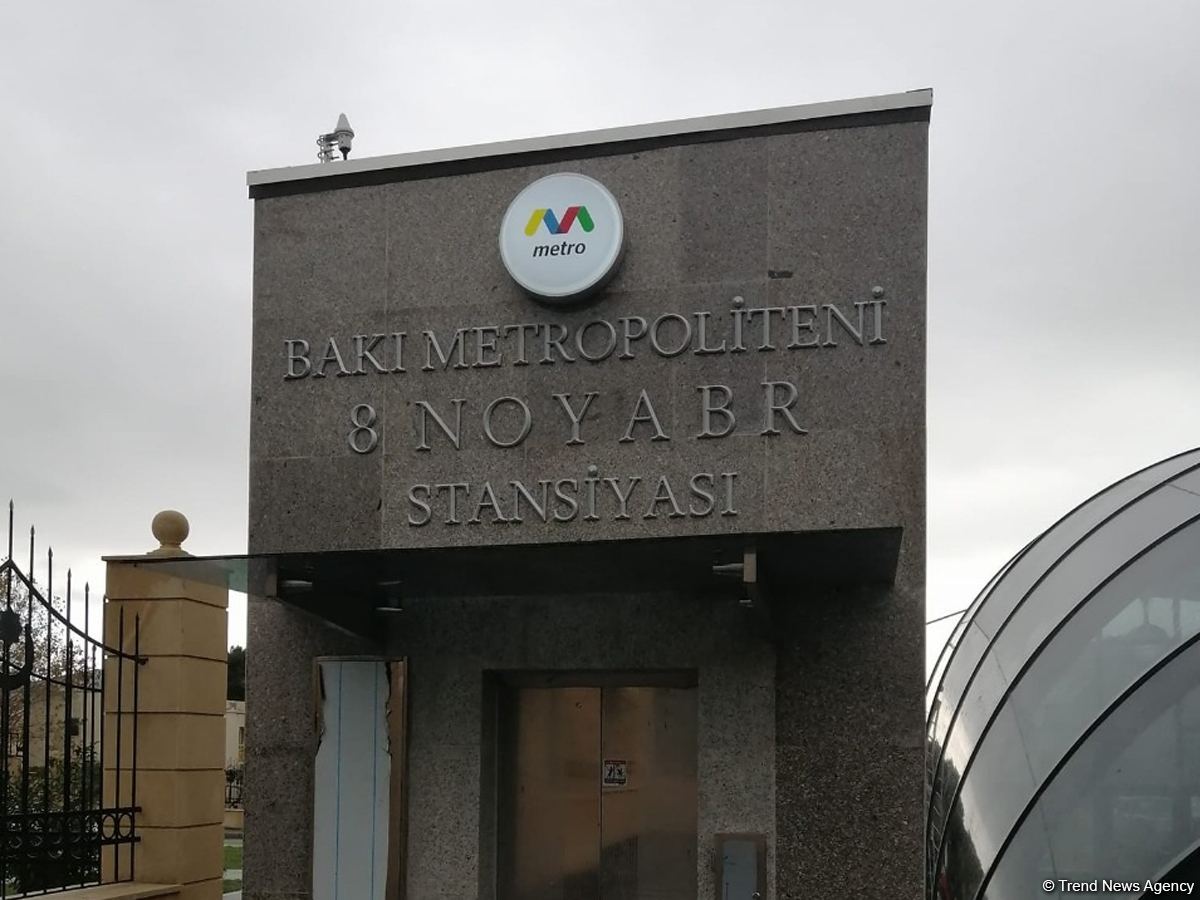 metro
BAKI METROPOLİTENİ
8 NOYABR
STANSİYASI
© Trend News Agency